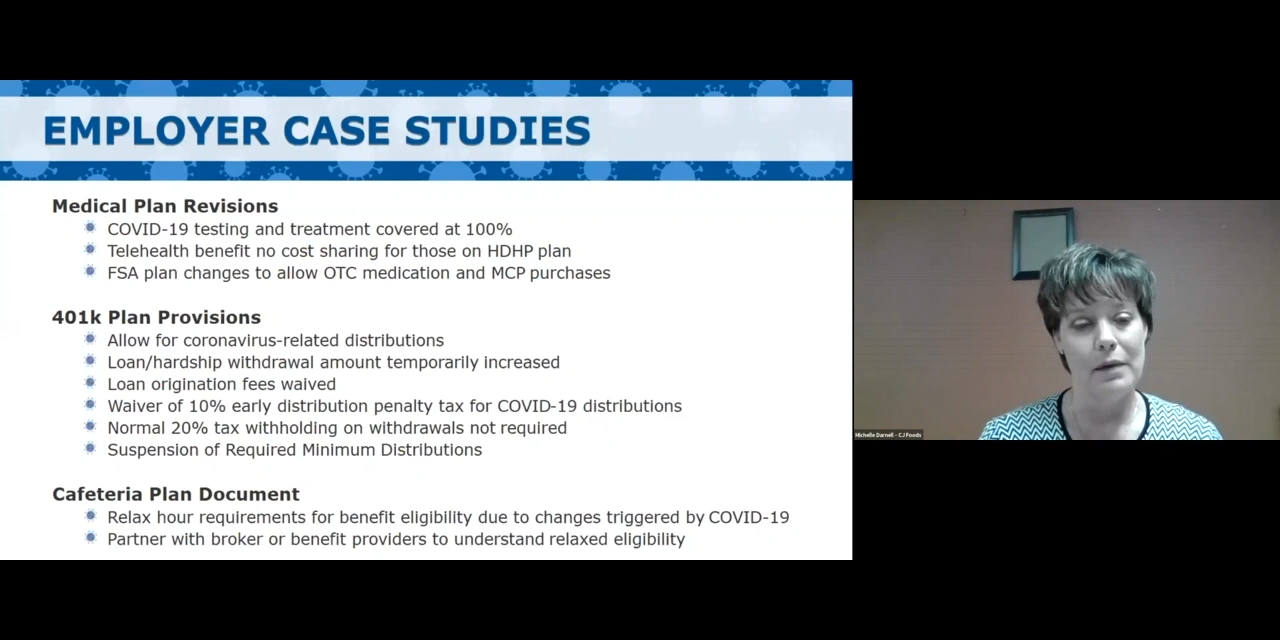 EMPLOYER CASE STUDIES
Medical Plan Revisions
COVID-19 testing and treatment covered at 100%
Telehealth benefit no cost sharing for those on HDHP plan
FSA plan changes to allow OTC medication and MCP purchases
401k Plan Provisions
Allow for coronavirus-related distributions
Loan/hardship withdrawal amount temporarily increased
Loan origination fees waived
Waiver of 10% early distribution penalty tax for COVID-19 distributions
Normal 20% tax withholding on withdrawals not required
Suspension of Required Minimum Distributions
Cafeteria Plan Document
Relax hour requirements for benefit eligibility due to changes triggered by COVID-19
Partner with broker or benefit providers to understand relaxed eligibility
Michelle Darnell - CJ Foods